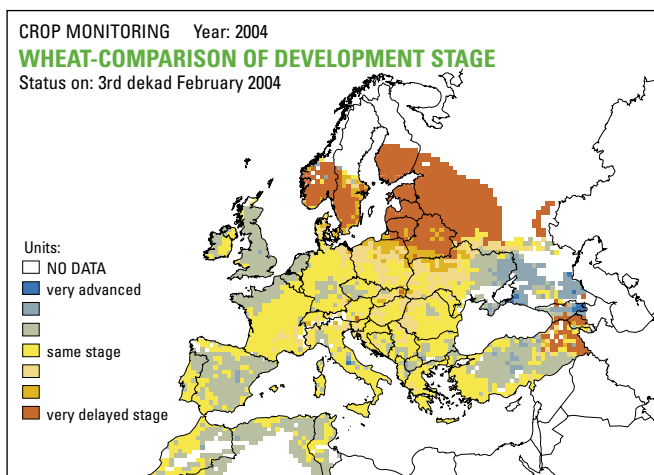 CROP MONITORING Year: 2004
WHEAT-COMPARISON OF DEVELOPMENT STAGE
Status on: 3rd dekad February 2004
Units:
NO DATA
very advanced
same stage
very delayed stage